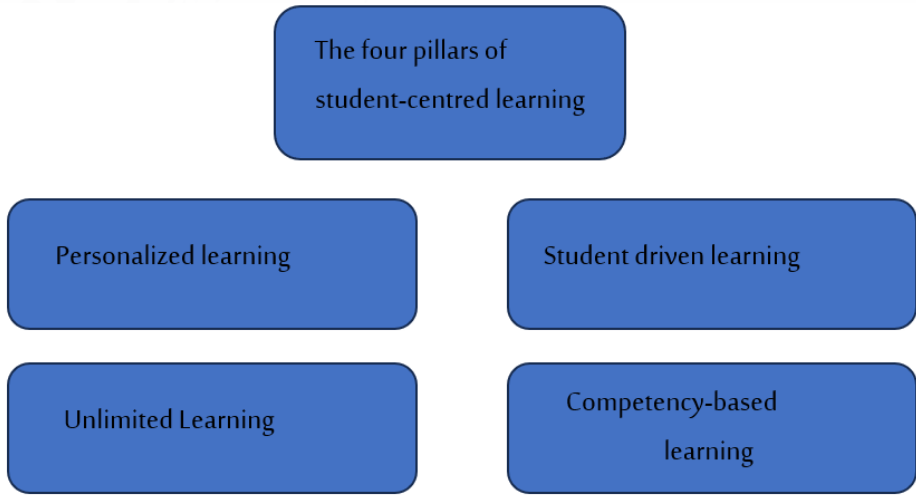 The four pillars of
student-centred learning
Personalized learning
Student driven learning
Unlimited Learning
Competency-based
learning